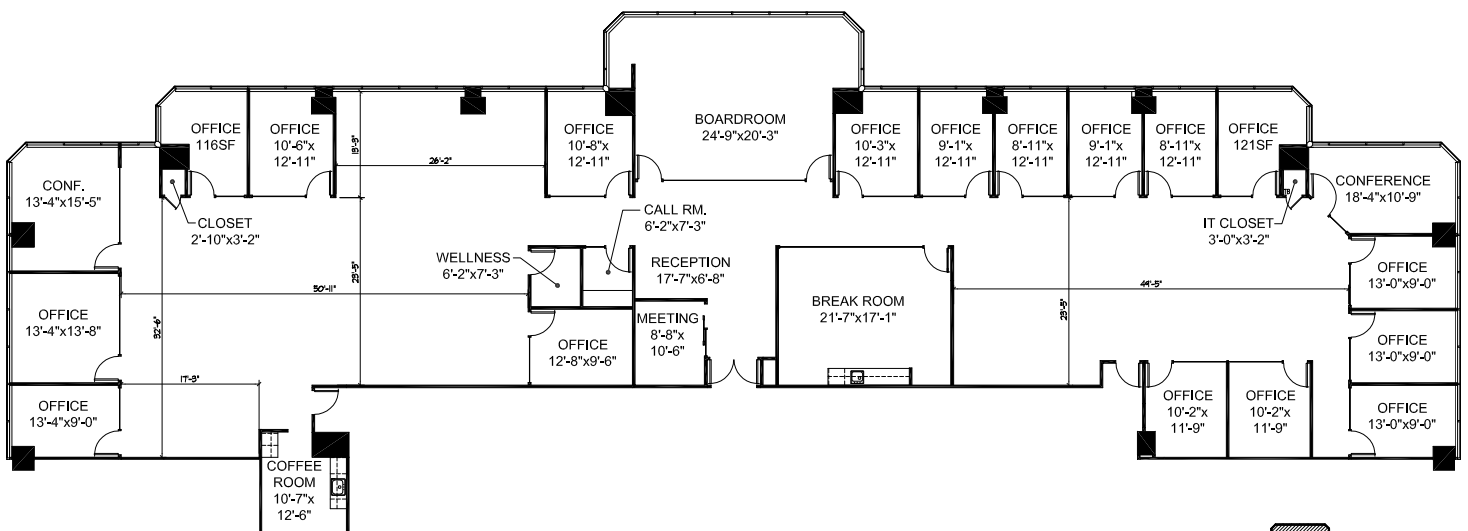 BOARDROOM
24'-9"x20'-3"
OFFICE
116SF
OFFICE
10'-6"x
12'-11"
OFFICE
10'-8"x
12'-11"
OFFICE
10'-3"x
12'-11"
OFFICE
9'-1"x
12'-11"
OFFICE
8'-11"x
12'-11"
OFFICE
9'-1"x
12'-11"
OFFICE
8'-11"x
12'-11"
OFFICE
121SF
26'-2"
CONF.
13'-4"x15'-5"
CLOSET
2'-10"x3'-2"
CALL RM.
6'-2"x7'-3"
TB
IT CLOSET
3'-0"x3'-2"
CONFERENCE
18'-4"x10'-9"
WELLNESS
6'-2"x7'-3"
RECEPTION
17'-7"x6'-8"
50'-11"
44'-5"
OFFICE
13'-0"x9'-0"
OFFICE
13'-4"x13'-8"
32'-6"
MEETING
8'-8"x
10'-6"
BREAK ROOM
21'-7"x17'-1"
OFFICE
12'-8"x9'-6"
OFFICE
13'-0"x9'-0"
OFFICE
13'-4"x9'-0"
OFFICE
10'-2"x
11'-9"
OFFICE
10'-2"x
11'-9"
OFFICE
13'-0"x9'-0"
COFFEE
ROOM
10'-7"x
12'-6"